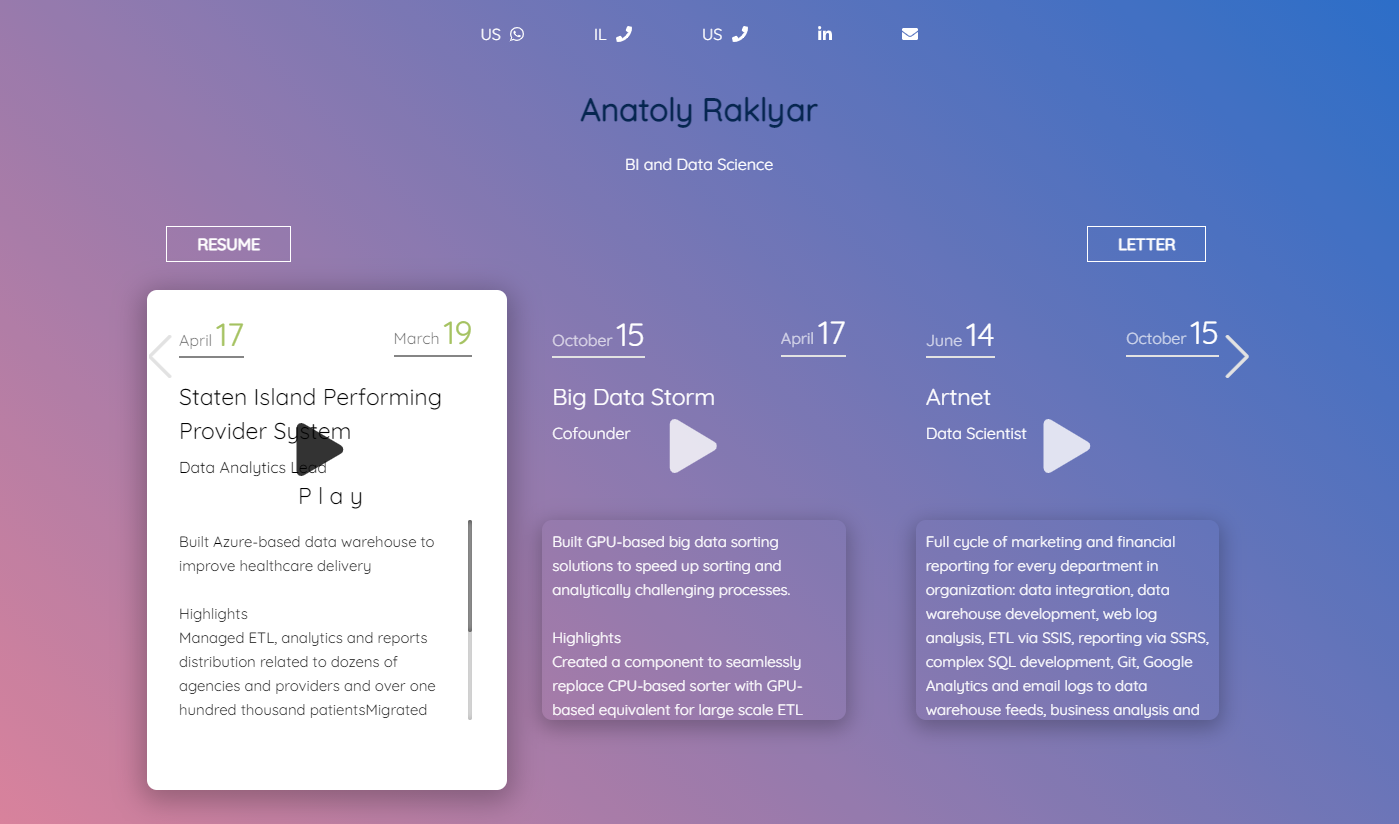 US
IL
US
Anatoly Raklyar
BI and Data Science
RESUME
LETTER
April 17
March 19
Staten Island Performing
Provider System
Data Analytics Lead
Play
Built Azure-based data warehouse to
improve healthcare delivery
Highlights
Managed ETL, analytics and reports
distribution related to dozens of
agencies and providers and over one
hundred thousand patientsMigrated
October 15
April 17
Big Data Storm
Cofounder
Built GPU-based big data sorting
solutions to speed up sorting and
analytically challenging processes.
Highlights
Created a component to seamlessly
replace CPU-based sorter with GPU-
based equivalent for large scale ETL
June 14
October 15
Artnet
Data Scientist
Full cycle of marketing and financial
reporting for every department in
organization: data integration, data
warehouse development, web log
analysis, ETL via SSIS, reporting via SSRS,
complex SQL development, Git, Google
Analytics and email logs to data
warehouse feeds, business analysis and